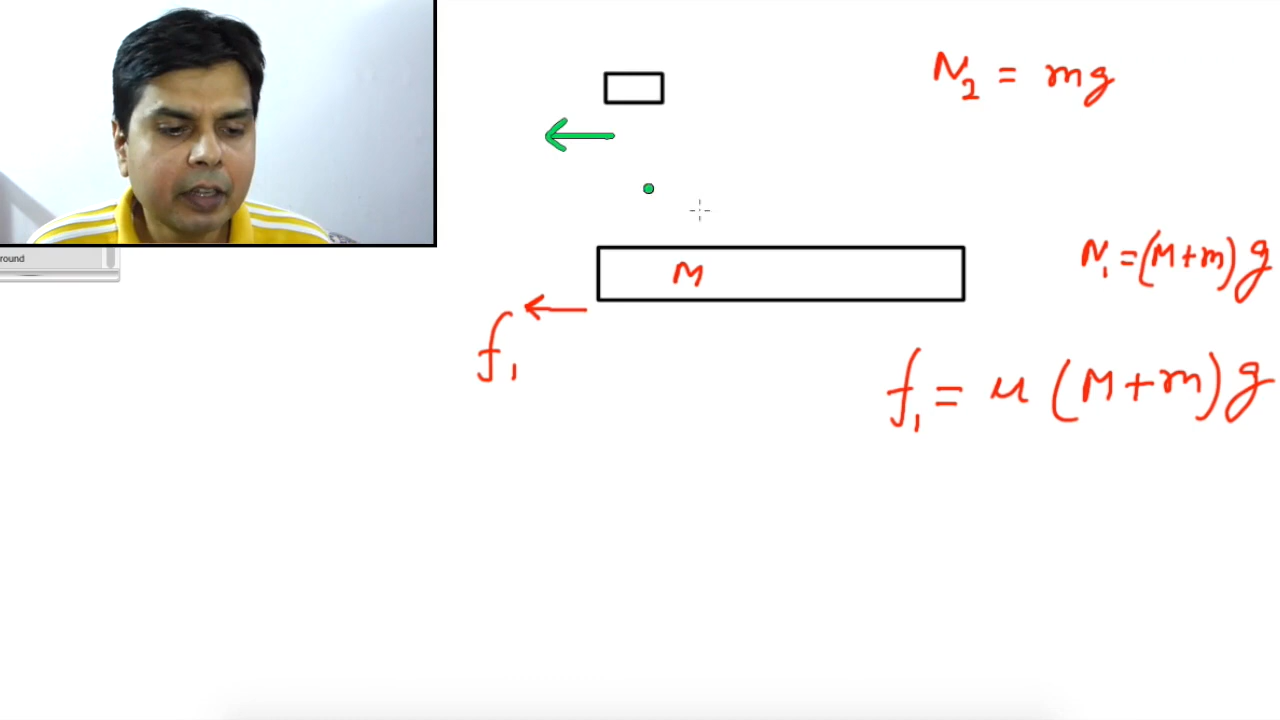 N₂ = mg
round
M
N₁ = (M+m)g
f₁
f₁ = μ (M+m)g